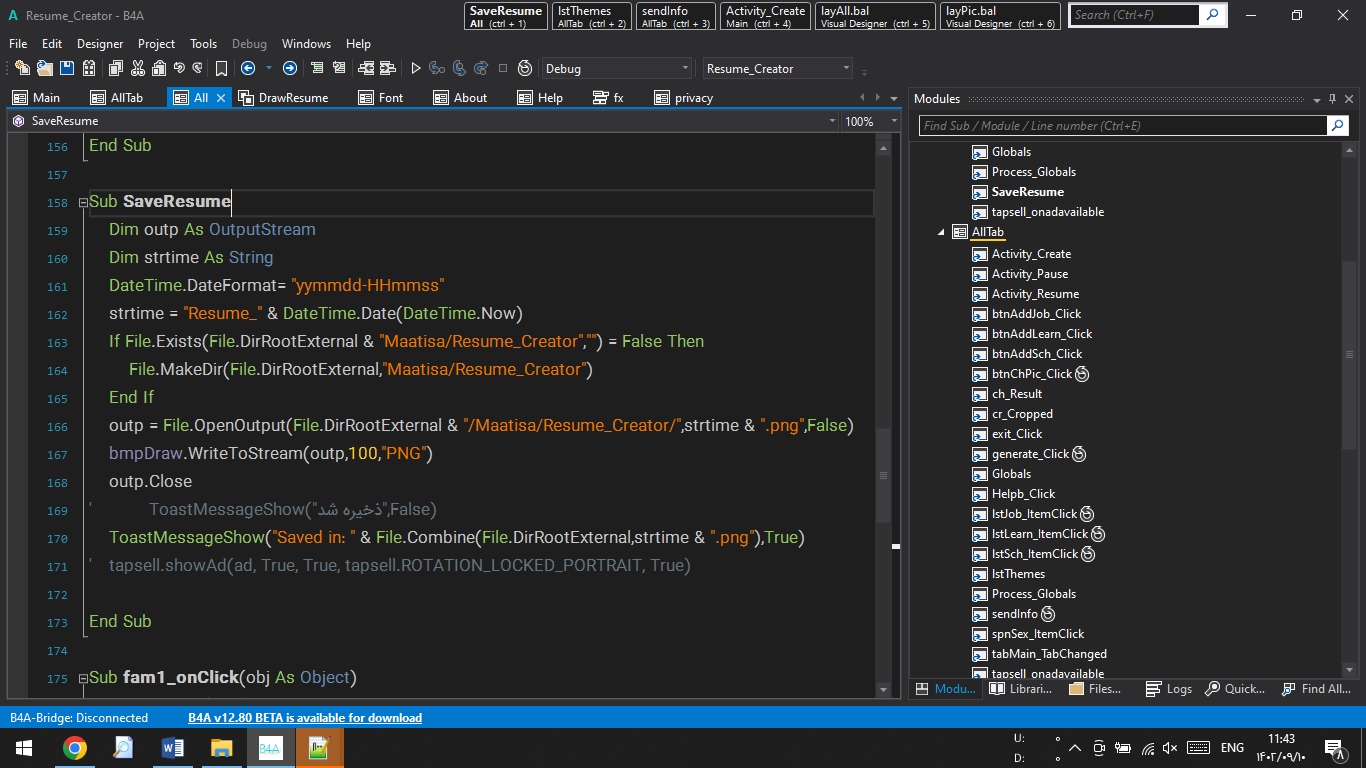 Resume_Creator - B4A
SaveResume
All (ctrl + 1)
lstThemes
AllTab (ctrl + 2)
sendInfo
AllTab (ctrl + 3)
Activity_Create
Main (ctrl + 4)
layAll.bal
Visual Designer (ctrl + 5)
layPic.bal
Visual Designer (ctrl + 6)
Search (Ctrl+F)
File Edit Designer Project Tools Debug Windows Help
Debug Resume_Creator
Main AllTab All DrawResume Font About Help fx privacy
SaveResume 100%
156 End Sub
157
158 Sub SaveResume
159 Dim outp As OutputStream
160 Dim strtime As String
161 DateTime.DateFormat= "yymmdd-HHmmss"
162 strtime = "Resume_" & DateTime.Date(DateTime.Now)
163 If File.Exists(File.DirRootExternal & "Maatisa/Resume_Creator","") = False Then
164 File.MakeDir(File.DirRootExternal,"Maatisa/Resume_Creator")
165 End If
166 outp = File.OpenOutput(File.DirRootExternal & "/Maatisa/Resume_Creator/",strtime & ".png",False)
167 bmpDraw.WriteToStream(outp,100,"PNG")
168 outp.Close
169 ' ToastMessageShow("ذخیره شد",False)
170 ToastMessageShow("Saved in: " & File.Combine(File.DirRootExternal,strtime & ".png"),True)
171 ' tapsell.showAd(ad, True, True, tapsell.ROTATION_LOCKED_PORTRAIT, True)
172
173 End Sub
174
175 Sub fam1_onClick(obj As Object)
Modules
Find Sub / Module / Line number (Ctrl+E)
Globals
Process_Globals
SaveResume
tapsell_onadavailable
AllTab
Activity_Create
Activity_Pause
Activity_Resume
btnAddJob_Click
btnAddLearn_Click
btnAddSch_Click
btnChPic_Click
ch_Result
cr_Cropped
exit_Click
generate_Click
Globals
Helpb_Click
lstJob_ItemClick
lstLearn_ItemClick
lstSch_ItemClick
lstThemes
Process_Globals
sendInfo
spnSex_ItemClick
tabMain_TabChanged
tapsell_onadavailable
Modu... Librari... Files... Logs Quick... Find All...
B4A-Bridge: Disconnected B4A v12.80 BETA is available for download
B4A
U:
D:
ENG
11:43
۱۴۰۲/۰۹/۱۰
۸